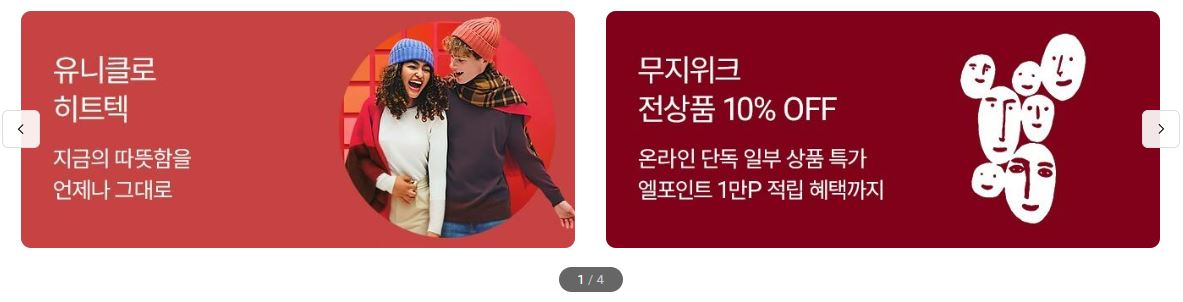 유니클로
히트텍
지금의 따뜻함을
언제나 그대로
무지위크
전상품 10% OFF
온라인 단독 일부 상품 특가
엘포인트 1만P 적립 혜택까지
1 / 4